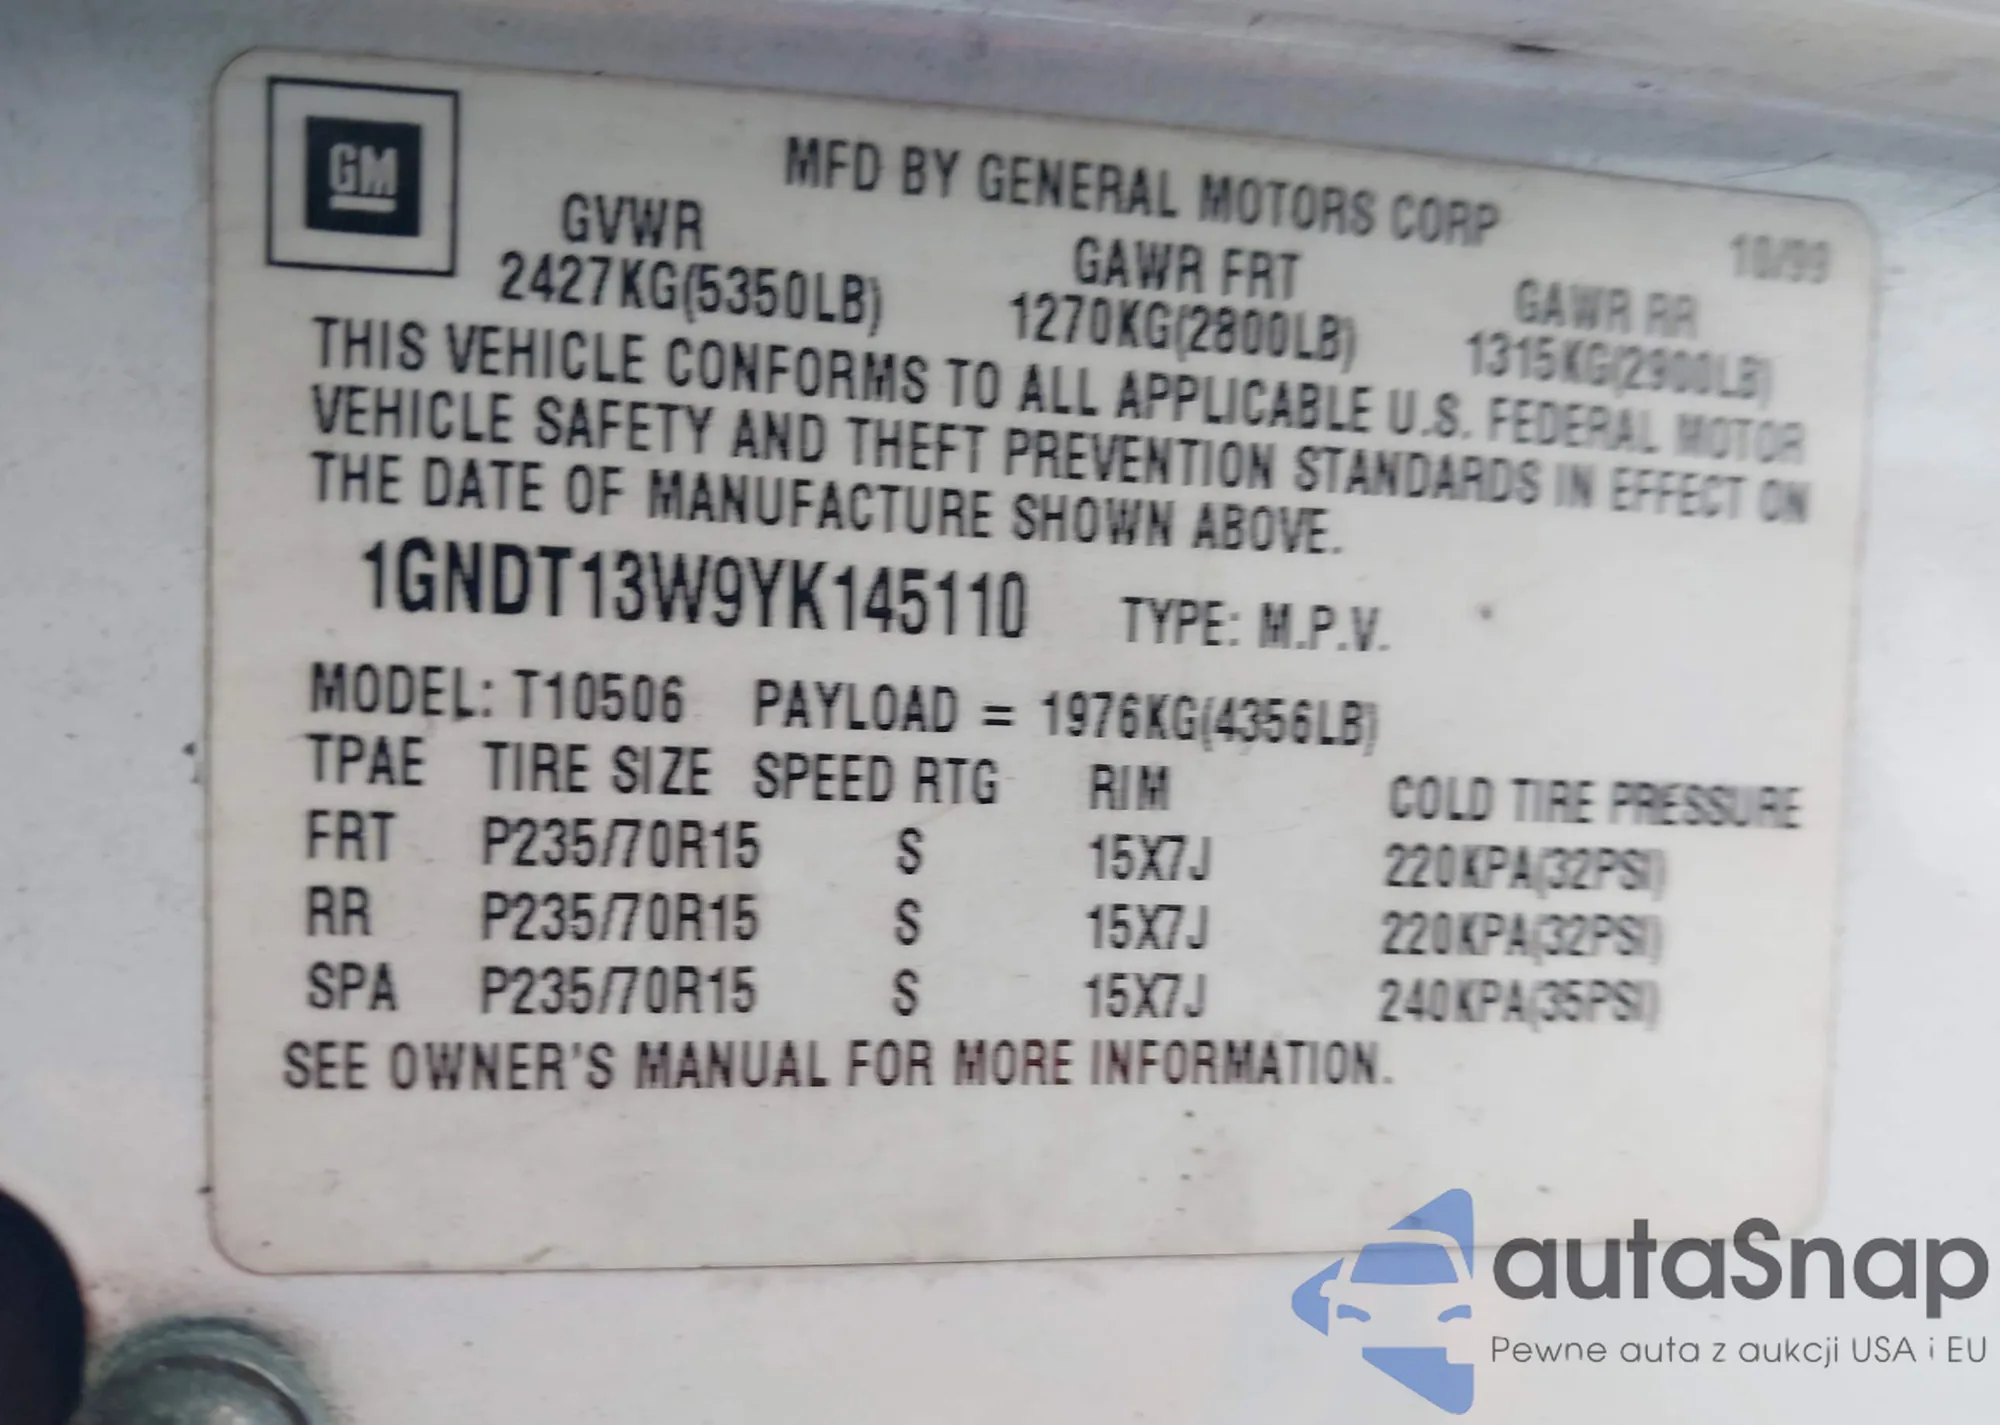 GM
MFD BY GENERAL MOTORS CORP
10/99
GVWR GAWR FRT GAWR RR
2427KG(5350LB) 1270KG(2800LB) 1315KG(2900LB)
THIS VEHICLE CONFORMS TO ALL APPLICABLE U.S. FEDERAL MOTOR
VEHICLE SAFETY AND THEFT PREVENTION STANDARDS IN EFFECT ON
THE DATE OF MANUFACTURE SHOWN ABOVE.
1GNDT13W9YK145110 TYPE: M.P.V.
MODEL: T10506 PAYLOAD = 1976KG(4356LB)
TPAE TIRE SIZE SPEED RTG RIM COLD TIRE PRESSURE
FRT P235/70R15 S 15X7J 220KPA(32PSI)
RR P235/70R15 S 15X7J 220KPA(32PSI)
SPA P235/70R15 S 15X7J 240KPA(35PSI)
SEE OWNER'S MANUAL FOR MORE INFORMATION.
autaSnap
Pewne auta z aukcji USA i EU